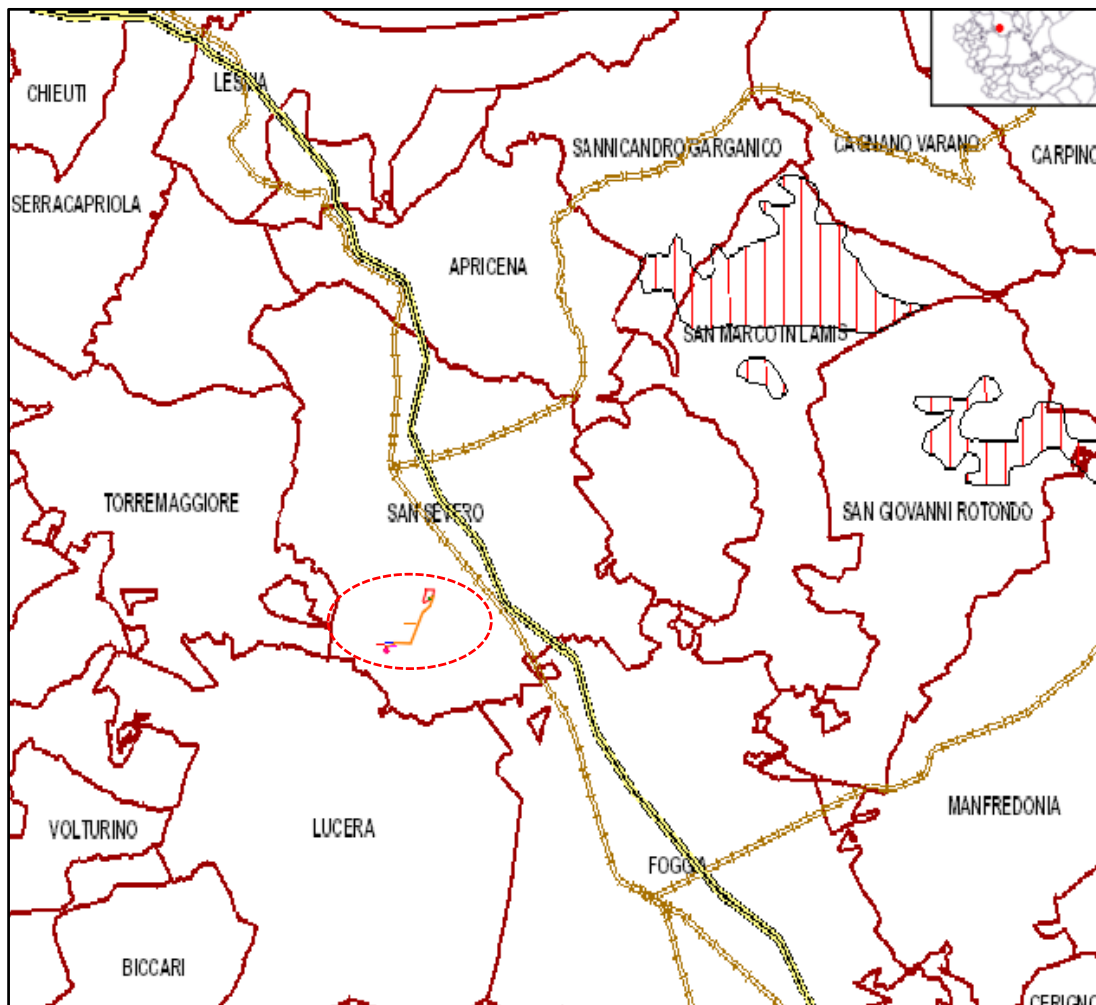 LESINA
CHIEUTI
SANNICANDRO GARGANICO
CAGNANO VARANO
CARPINO
SERRACAPRIOLA
APRICENA
SAN MARCO IN LAMIS
TORREMAGGIORE
SAN SEVERO
SAN GIOVANNI ROTONDO
MANFREDONIA
VOLTURINO
LUCERA
FOGGIA
BICCARI
CERIGNO